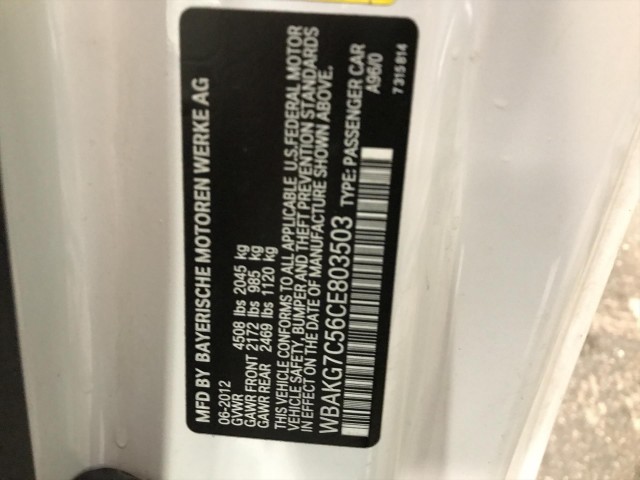 MFD BY BAYERISCHE MOTOREN WERKE AG
06-2012
GVWR 4508 lbs 2045 kg
GAWR FRONT 2172 lbs 985 kg
GAWR REAR 2469 lbs 1120 kg
THIS VEHICLE CONFORMS TO ALL APPLICABLE U.S.FEDERAL MOTOR
VEHICLE SAFETY, BUMPER AND THEFT PREVENTION STANDARDS
IN EFFECT ON THE DATE OF MANUFACTURE SHOWN ABOVE.
WBAKG7C56CE803503 TYPE: PASSENGER CAR
A96/0
7 315 814